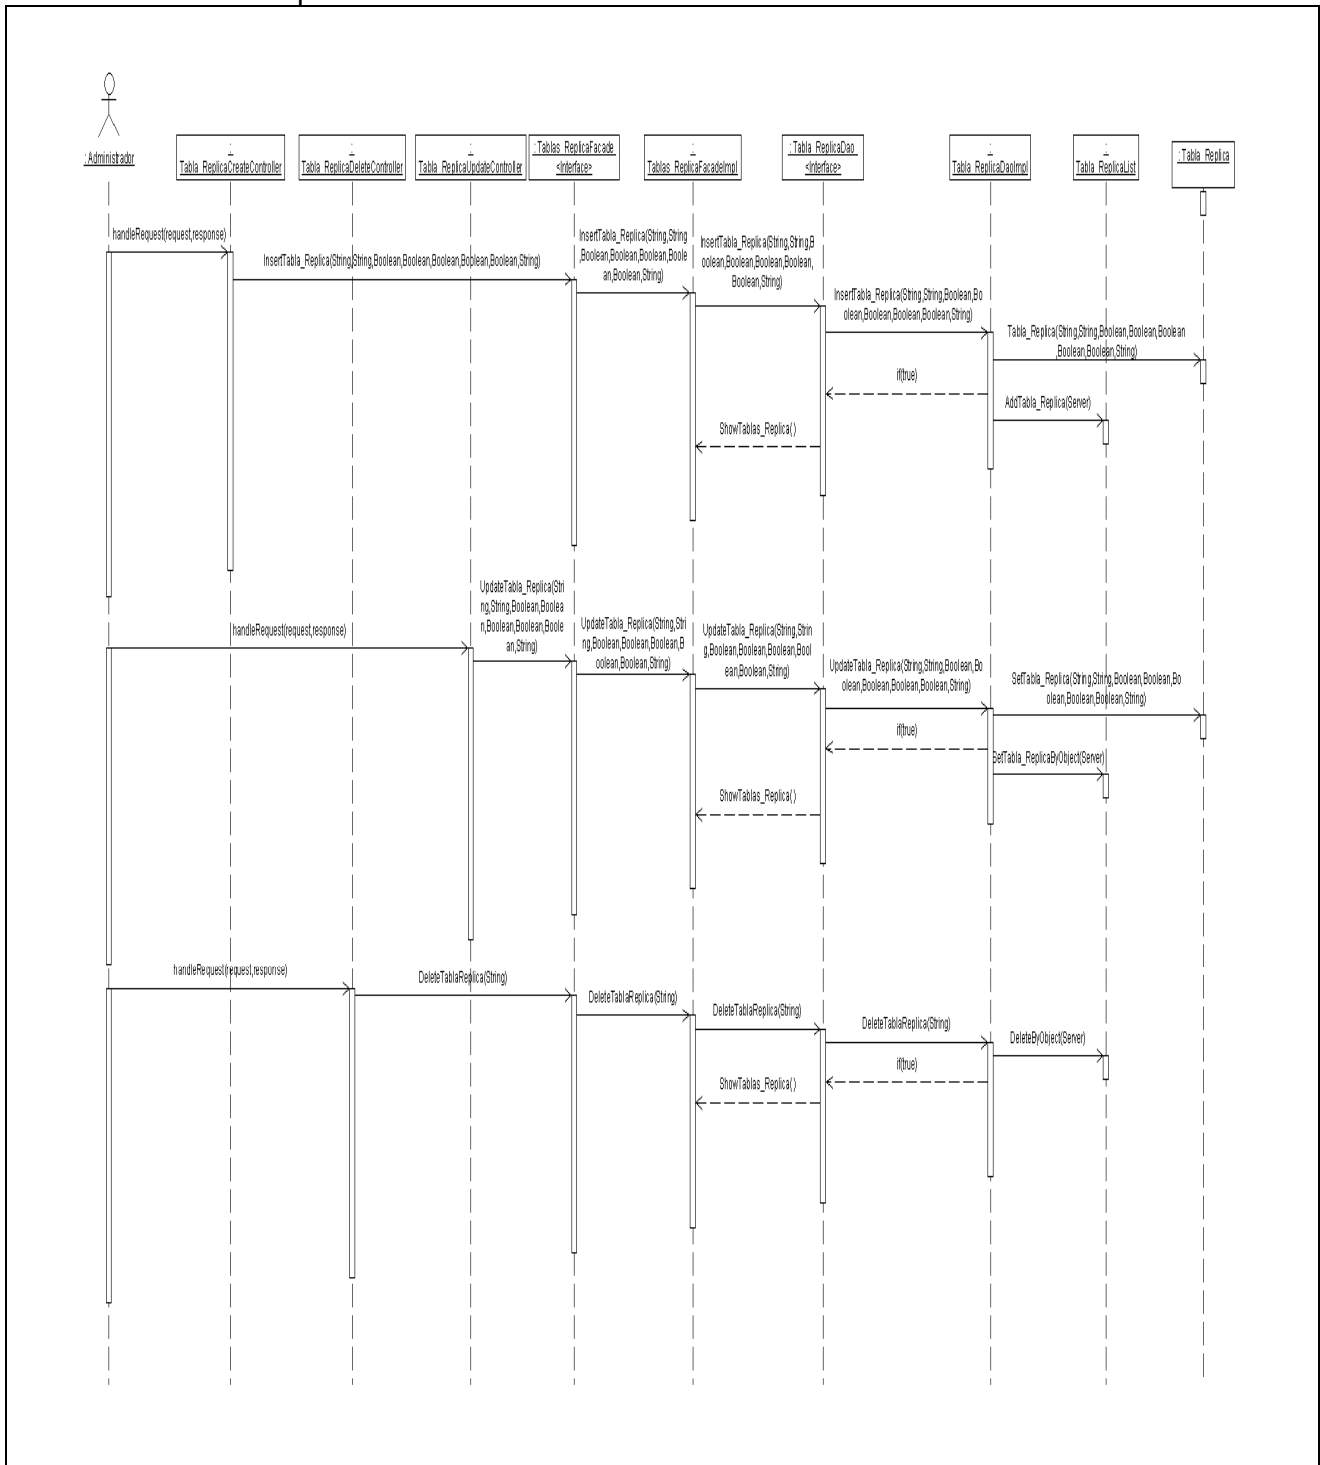 : Administrador
:
Tabla_ReplicaCreateController
:
Tabla_ReplicaDeleteController
:
Tabla_ReplicaUpdateController
: Tablas_ReplicaFacade
<Interface>
:
Tablas_ReplicaFacadeImpl
: Tabla_ReplicaDao
<Interface>
:
Tabla_ReplicaDaoImpl
:
Tabla_ReplicaList
: Tabla_Replica
handleRequest(request,response)
InsertTabla_Replica(String,String,Boolean,Boolean,Boolean,Boolean,Boolean,String)
InsertTabla_Replica(String,String
,Boolean,Boolean,Boolean,Boole
an,Boolean,String)
InsertTabla_Replica(String,String,B
oolean,Boolean,Boolean,Boolean,
Boolean,String)
InsertTabla_Replica(String,String,Boolean,Bo
olean,Boolean,Boolean,Boolean,String)
Tabla_Replica(String,String,Boolean,Boolean,Boolean
,Boolean,Boolean,String)
if(true)
AddTabla_Replica(Server)
ShowTablas_Replica( )
handleRequest(request,response)
UpdateTabla_Replica(Stri
ng,String,Boolean,Boolea
n,Boolean,Boolean,Boole
an,String)
UpdateTabla_Replica(String,Stri
ng,Boolean,Boolean,Boolean,B
oolean,Boolean,String)
UpdateTabla_Replica(String,Strin
g,Boolean,Boolean,Boolean,Bool
ean,Boolean,String)
UpdateTabla_Replica(String,String,Boolean,Bo
olean,Boolean,Boolean,Boolean,String)
SetTabla_Replica(String,String,Boolean,Boolean,Bo
olean,Boolean,Boolean,String)
if(true)
SetTabla_ReplicaByObject(Server)
ShowTablas_Replica( )
handleRequest(request,response)
DeleteTablaReplica(String)
DeleteTablaReplica(String)
DeleteTablaReplica(String)
DeleteTablaReplica(String)
DeleteByObject(Server)
if(true)
ShowTablas_Replica( )